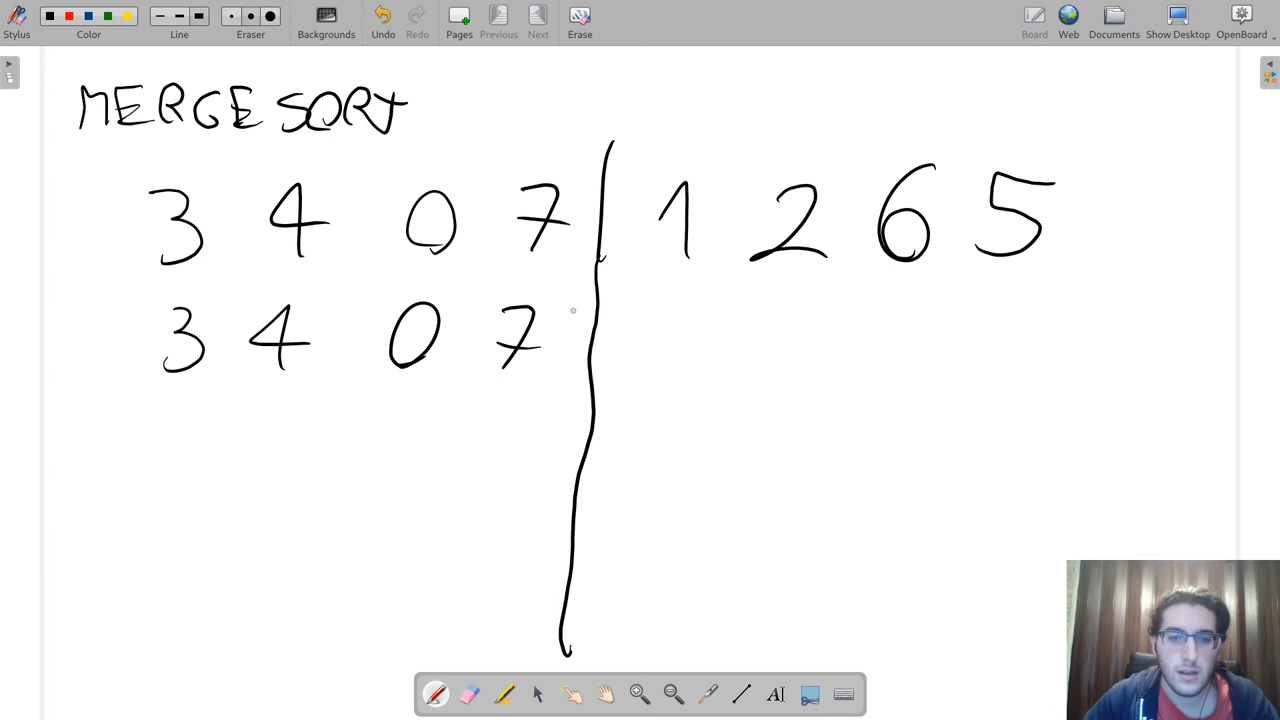 Stylus Color Line Eraser Backgrounds Undo Redo Pages Previous Next Erase Board Web Documents Show Desktop OpenBoard
MERGE SORT
3 4 0 7 1 2 6 5
3 4 0 7